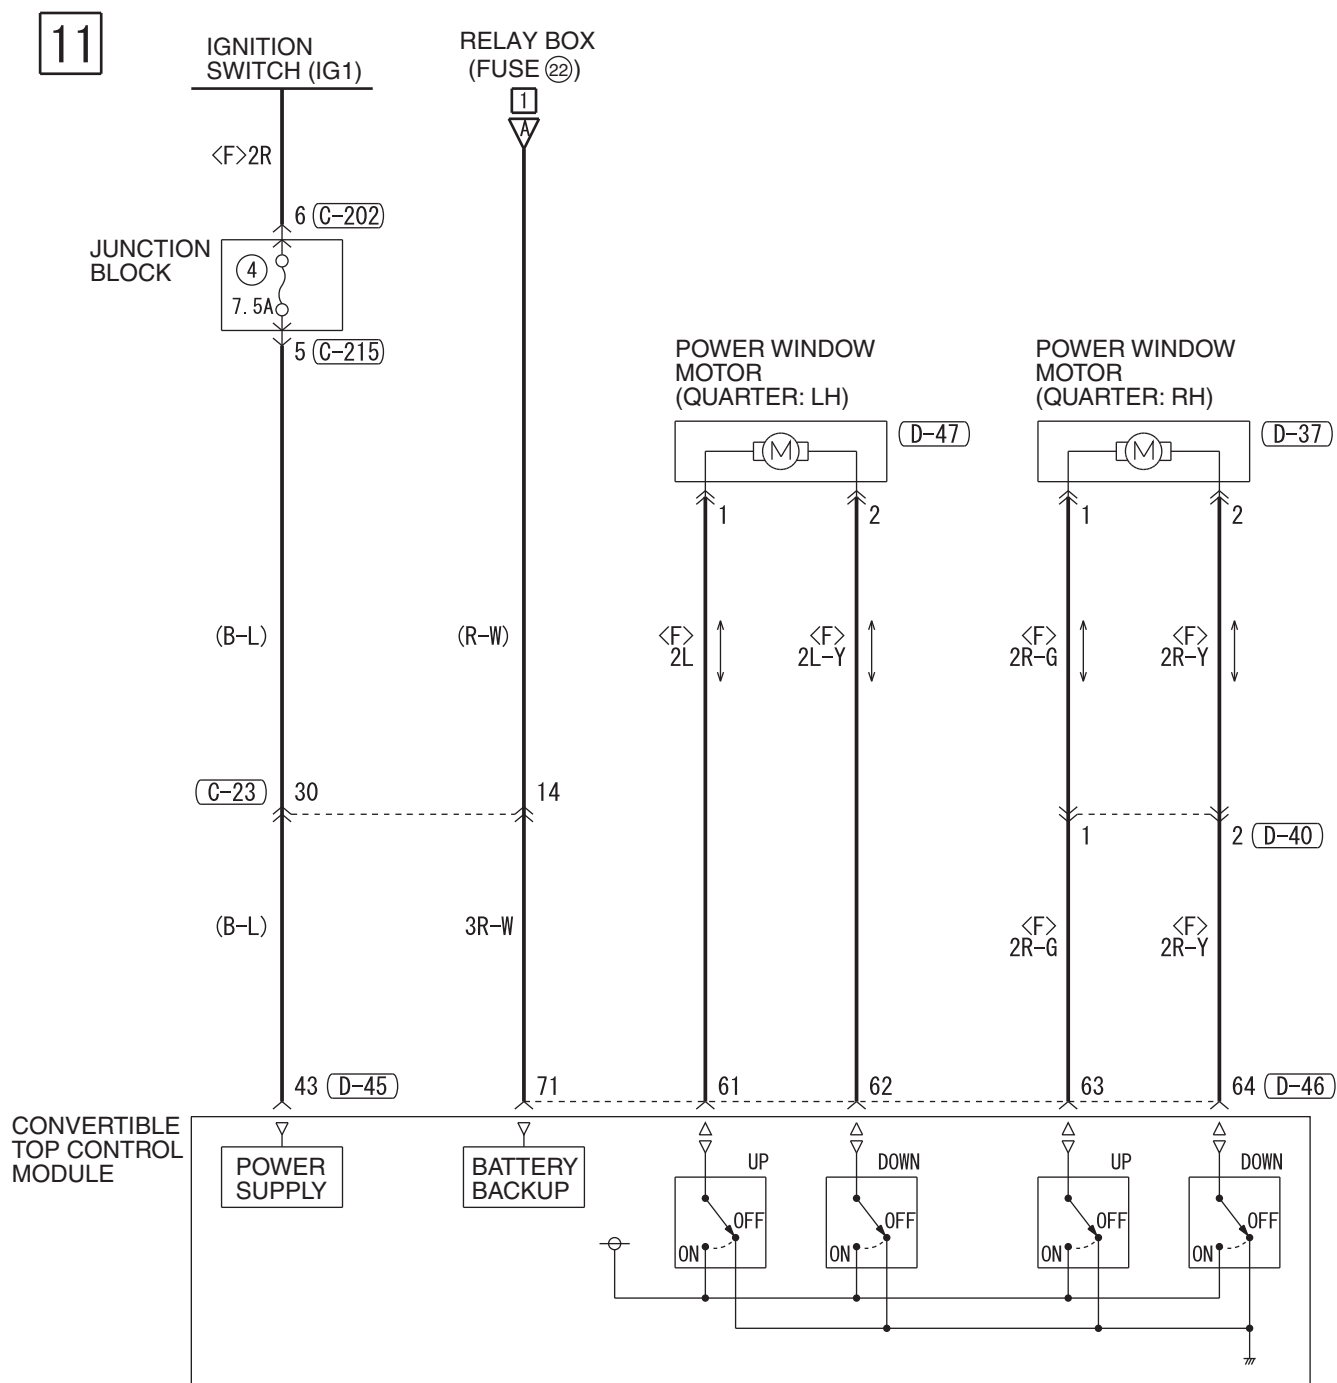 11
IGNITION
SWITCH (IG1)
RELAY BOX
(FUSE 22)
1
A
<F>2R
6 C-202
JUNCTION
BLOCK
4
7.5A
5 C-215
POWER WINDOW
MOTOR
(QUARTER: LH)
POWER WINDOW
MOTOR
(QUARTER: RH)
M
D-47
M
D-37
1
2
1
2
(B-L)
(R-W)
<F>
2L
<F>
2L-Y
<F>
2R-G
<F>
2R-Y
C-23 30
14
1
2 D-40
(B-L)
3R-W
<F>
2R-G
<F>
2R-Y
43 D-45
71
61
62
63
64 D-46
CONVERTIBLE
TOP CONTROL
MODULE
POWER
SUPPLY
BATTERY
BACKUP
UP
DOWN
UP
DOWN
OFF
OFF
OFF
OFF
ON
ON
ON
ON